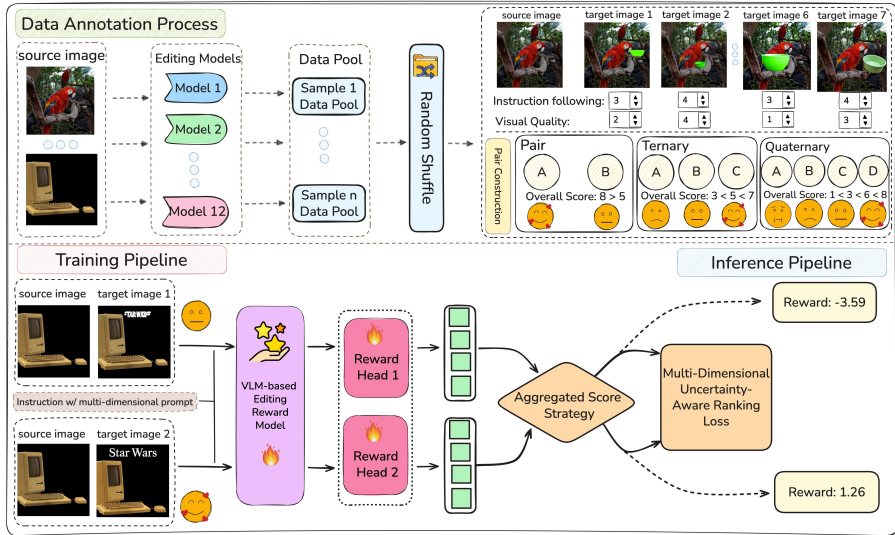 Data Annotation Process
source image
Editing Models
Model 1
Model 2
Model 12
Data Pool
Sample 1
Data Pool
Sample n
Data Pool
Random Shuffle
source image
target image 1
target image 2
target image 6
target image 7
Instruction following:
3
4
3
4
Visual Quality:
2
4
1
3
Pair Construction
Pair
A
B
Overall Score: 8 > 5
Ternary
A
B
C
Overall Score: 3 < 5 < 7
Quaternary
A
B
C
D
Overall Score: 1 < 3 < 6 < 8
Training Pipeline
Inference Pipeline
source image
target image 1
STAR WARS
Instruction w/ multi-dimensional prompt
source image
target image 2
Star Wars
VLM-based
Editing
Reward
Model
Reward
Head 1
Reward
Head 2
Aggregated Score
Strategy
Multi-Dimensional
Uncertainty-
Aware Ranking
Loss
Reward: -3.59
Reward: 1.26